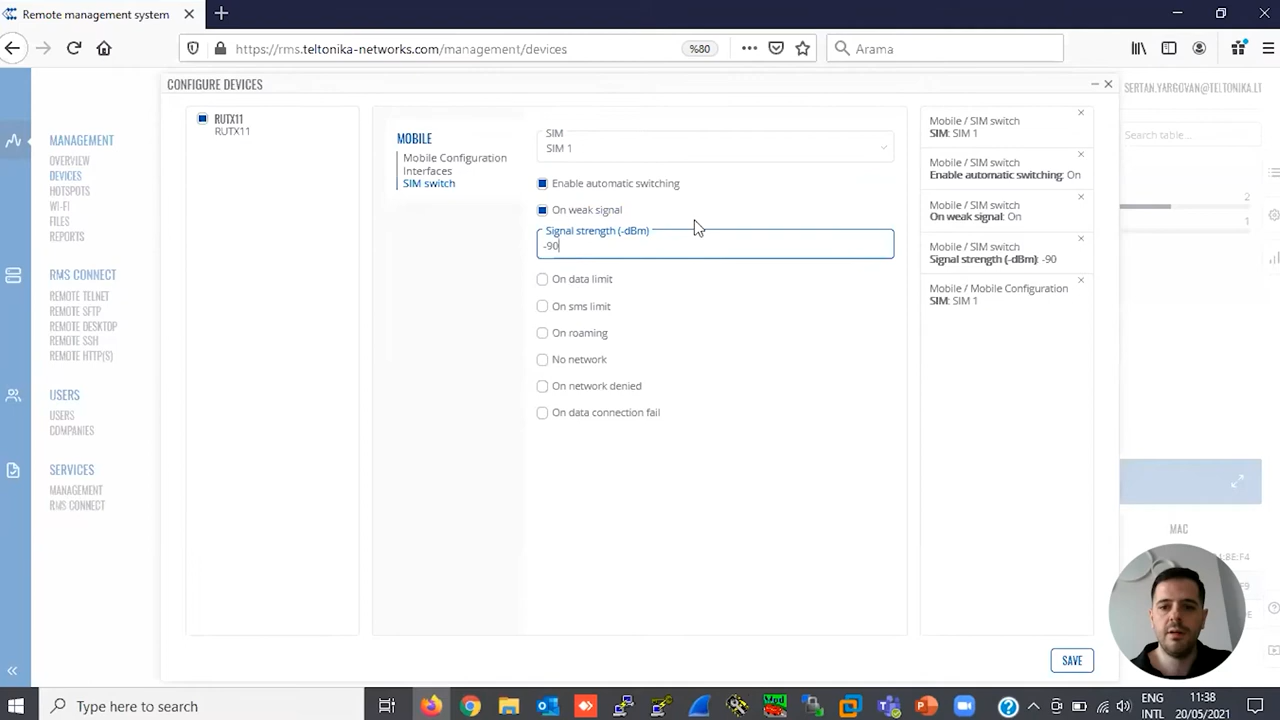 Remote management system
https://rms.teltonika-networks.com/management/devices
%80
Arama
CONFIGURE DEVICES
SERTAN.YARGOVAN@TELTONIKA.LT
Search table...
MANAGEMENT
OVERVIEW
DEVICES
HOTSPOTS
WI-FI
FILES
REPORTS
RMS CONNECT
REMOTE TELNET
REMOTE SFTP
REMOTE DESKTOP
REMOTE SSH
REMOTE HTTP(S)
USERS
USERS
COMPANIES
SERVICES
MANAGEMENT
RMS CONNECT
RUTX11
RUTX11
MOBILE
Mobile Configuration
Interfaces
SIM switch
SIM
SIM 1
Enable automatic switching
On weak signal
Signal strength (-dBm)
-90
On data limit
On sms limit
On roaming
No network
On network denied
On data connection fail
Mobile / SIM switch
SIM: SIM 1
Mobile / SIM switch
Enable automatic switching: On
Mobile / SIM switch
On weak signal: On
Mobile / SIM switch
Signal strength (-dBm): -90
Mobile / Mobile Configuration
SIM: SIM 1
SAVE
2
1
MAC
Type here to search
ENG
INTL
11:38
20/05/2021